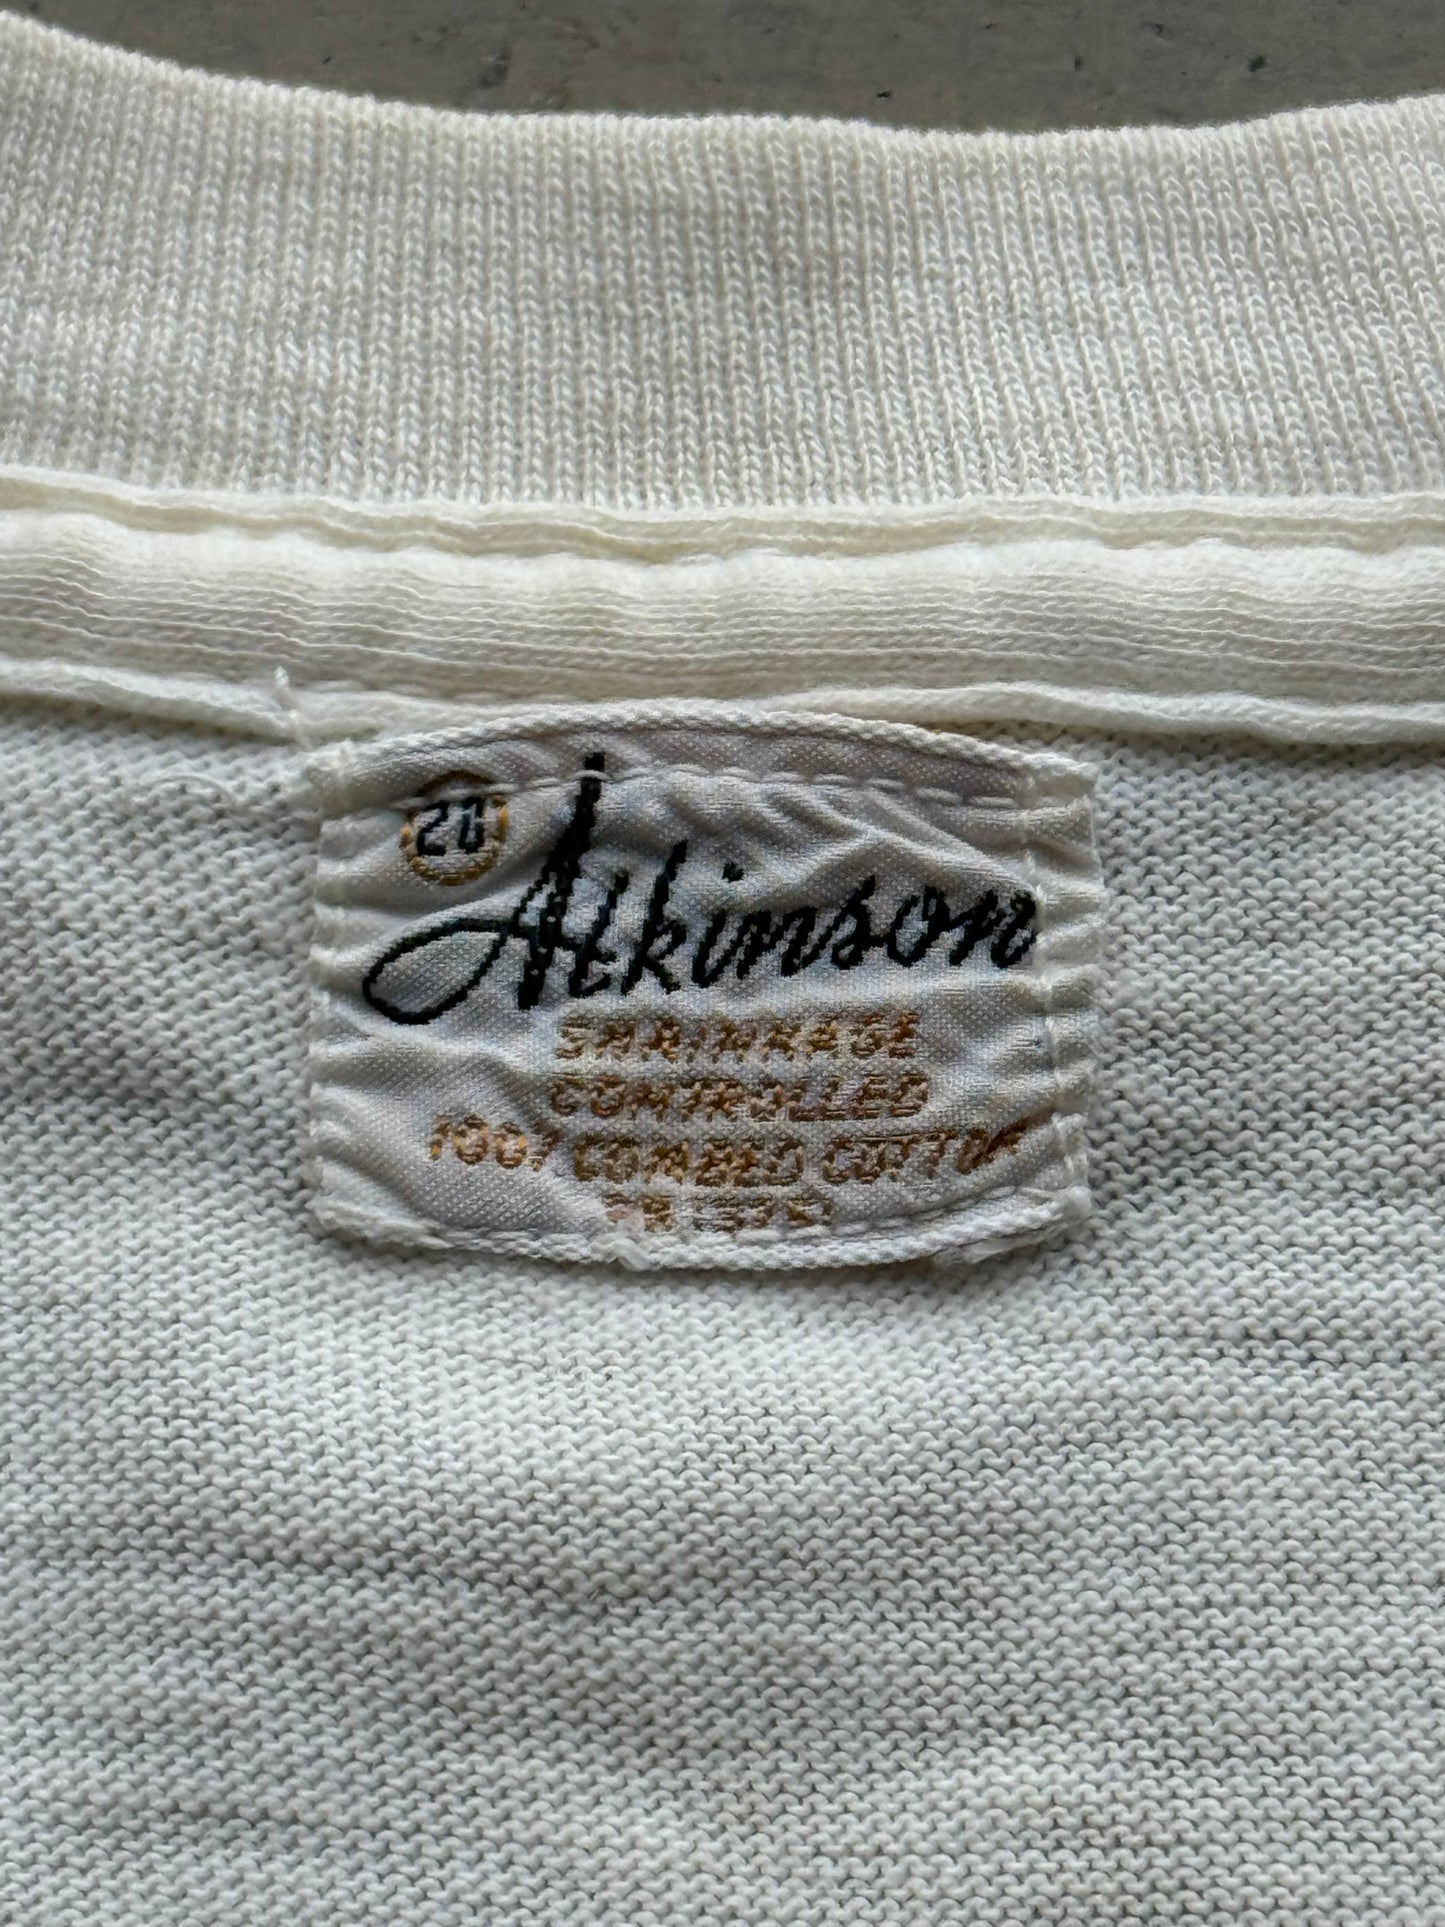 20
Atkinson
SHRINKAGE
CONTROLLED
100% COMBED COTTON